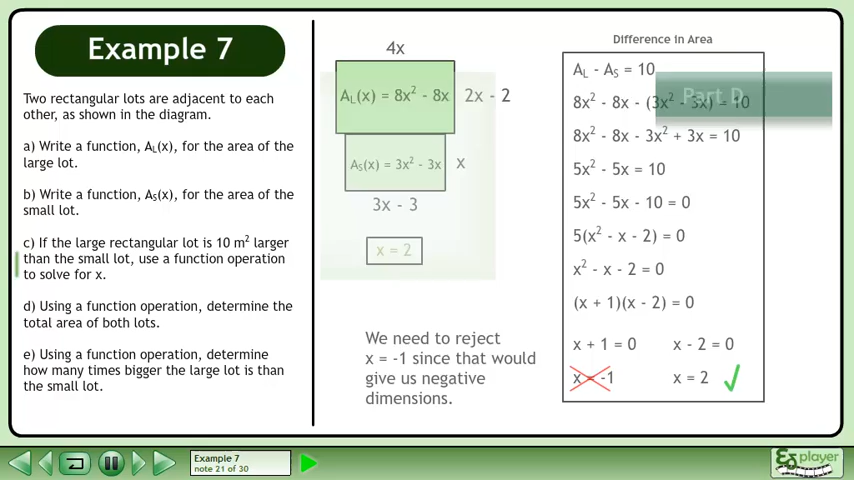 Example 7
Two rectangular lots are adjacent to each
other, as shown in the diagram.
a) Write a function, A_L(x), for the area of the
large lot.
b) Write a function, A_S(x), for the area of the
small lot.
c) If the large rectangular lot is 10 m² larger
than the small lot, use a function operation
to solve for x.
d) Using a function operation, determine the
total area of both lots.
e) Using a function operation, determine
how many times bigger the large lot is than
the small lot.
4x
A_L(x) = 8x² - 8x
2x - 2
A_S(x) = 3x² - 3x
x
3x - 3
x = 2
We need to reject
x = -1 since that would
give us negative
dimensions.
Difference in Area
A_L - A_S = 10
Part D
8x² - 8x - (3x² - 3x) = 10
8x² - 8x - 3x² + 3x = 10
5x² - 5x = 10
5x² - 5x - 10 = 0
5(x² - x - 2) = 0
x² - x - 2 = 0
(x + 1)(x - 2) = 0
x + 1 = 0 x - 2 = 0
x = -1 x = 2
Example 7
note 21 of 30
EZ player